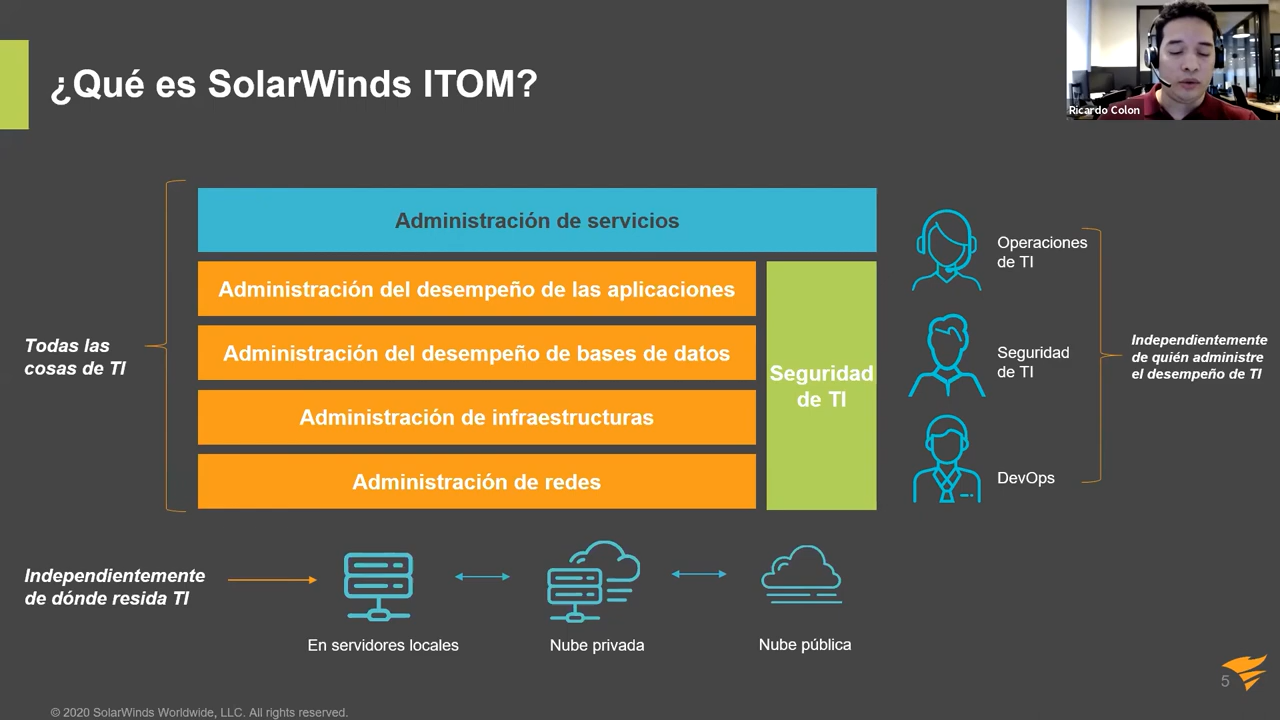 ¿Qué es SolarWinds ITOM?
Ricardo Colon
Administración de servicios
Administración del desempeño de las aplicaciones
Administración del desempeño de bases de datos
Administración de infraestructuras
Administración de redes
Seguridad
de TI
Todas las
cosas de TI
Operaciones
de TI
Seguridad
de TI
DevOps
Independientemente
de quién administre
el desempeño de TI
Independientemente
de dónde resida TI
En servidores locales
Nube privada
Nube pública
5
© 2020 SolarWinds Worldwide, LLC. All rights reserved.